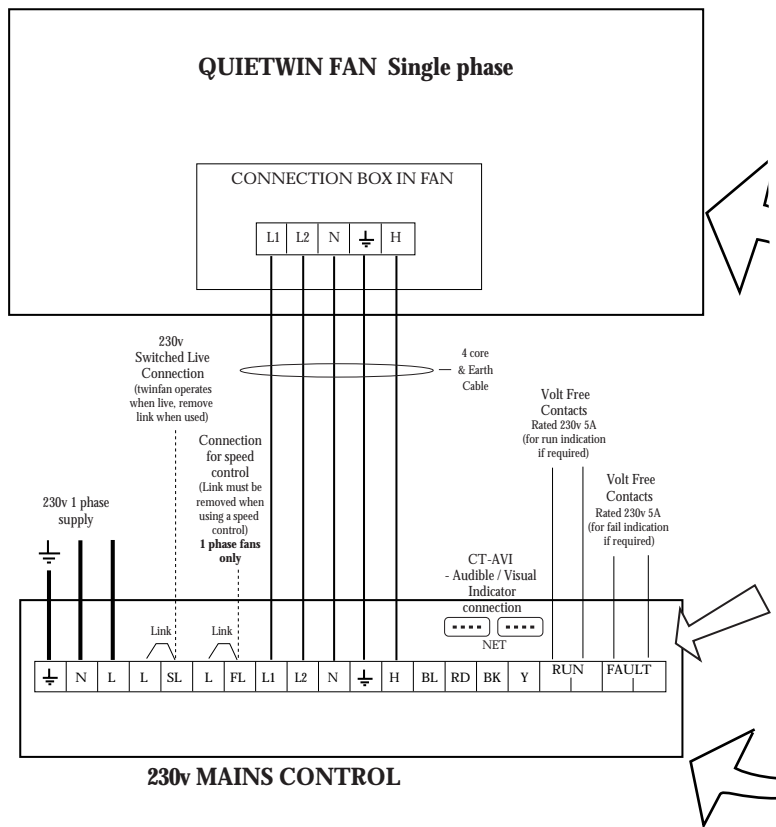 QUIETWIN FAN Single phase
CONNECTION BOX IN FAN
L1 L2 N H
230v
Switched Live
Connection
(twinfan operates
when live, remove
link when used)
4 core
& Earth
Cable
Connection
for speed
control
(Link must be
removed when
using a speed
control)
1 phase fans
only
Volt Free
Contacts
Rated 230v 5A
(for run indication
if required)
Volt Free
Contacts
Rated 230v 5A
(for fail indication
if required)
230v 1 phase
supply
CT-AVI
- Audible / Visual
Indicator
connection
NET
Link
Link
N L L SL L FL L1 L2 N H BL RD BK Y RUN FAULT
230v MAINS CONTROL